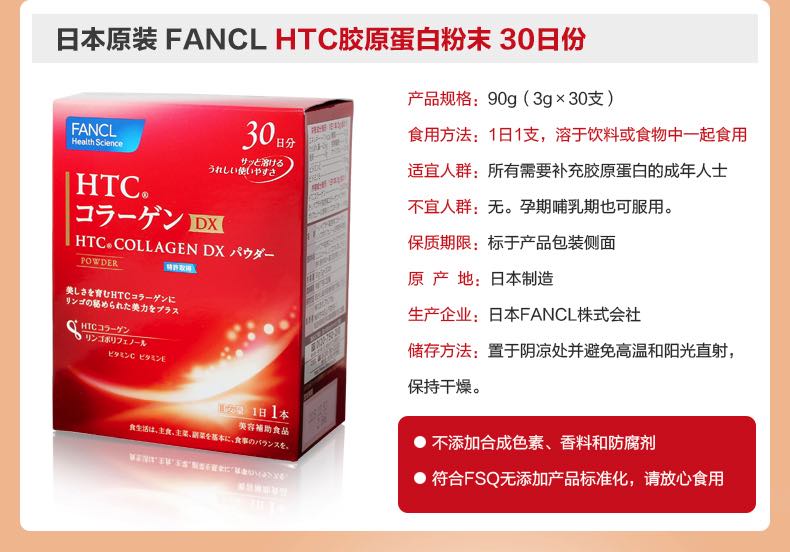 日本原装 FANCL HTC胶原蛋白粉末 30日份
FANCL
Health Science
30日分
サッと溶ける
うれしい使いやすさ
HTC®
コラーゲン DX
HTC® COLLAGEN DX パウダー
POWDER
特許取得
美しさを育むHTCコラーゲンに
リンゴの秘められた美力をプラス
HTCコラーゲン
リンゴポリフェノール
ビタミンC ビタミンE
目安量 1日1本
美容補助食品
食生活は、主食、主菜、副菜を基本に、食事のバランスを。
产品规格：90g（3g×30支）
食用方法：1日1支，溶于饮料或食物中一起食用
适宜人群：所有需要补充胶原蛋白的成年人士
不宜人群：无。孕期哺乳期也可服用。
保质期限：标于产品包装侧面
原 产 地：日本制造
生产企业：日本FANCL株式会社
储存方法：置于阴凉处并避免高温和阳光直射，
保持干燥。
● 不添加合成色素、香料和防腐剂
● 符合FSQ无添加产品标准化，请放心食用